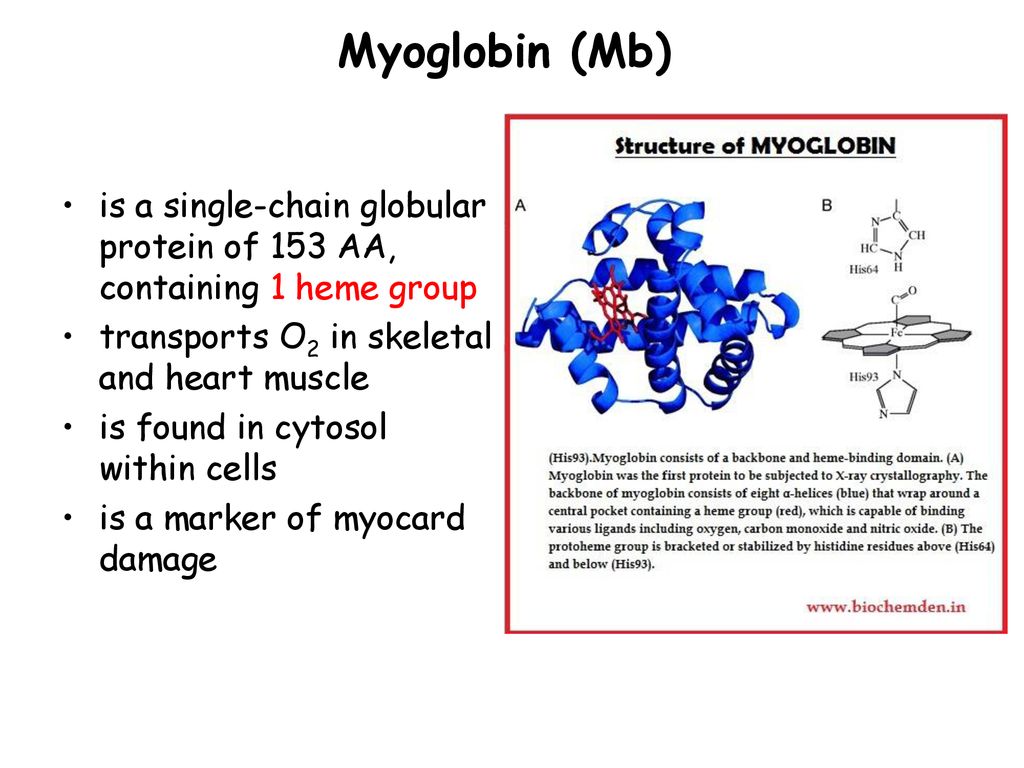 Myoglobin (Mb)
• is a single-chain globular
protein of 153 AA,
containing 1 heme group
• transports O2 in skeletal
and heart muscle
• is found in cytosol
within cells
• is a marker of myocard
damage
Structure of MYOGLOBIN
A
B
C
N
CH
HC
N
His64
H
O
C
Fe
His93
N
N
(His93).Myoglobin consists of a backbone and heme-binding domain. (A)
Myoglobin was the first protein to be subjected to X-ray crystallography. The
backbone of myoglobin consists of eight α-helices (blue) that wrap around a
central pocket containing a heme group (red), which is capable of binding
various ligands including oxygen, carbon monoxide and nitric oxide. (B) The
protoheme group is bracketed or stabilized by histidine residues above (His64)
and below (His93).
www.biochemden.in